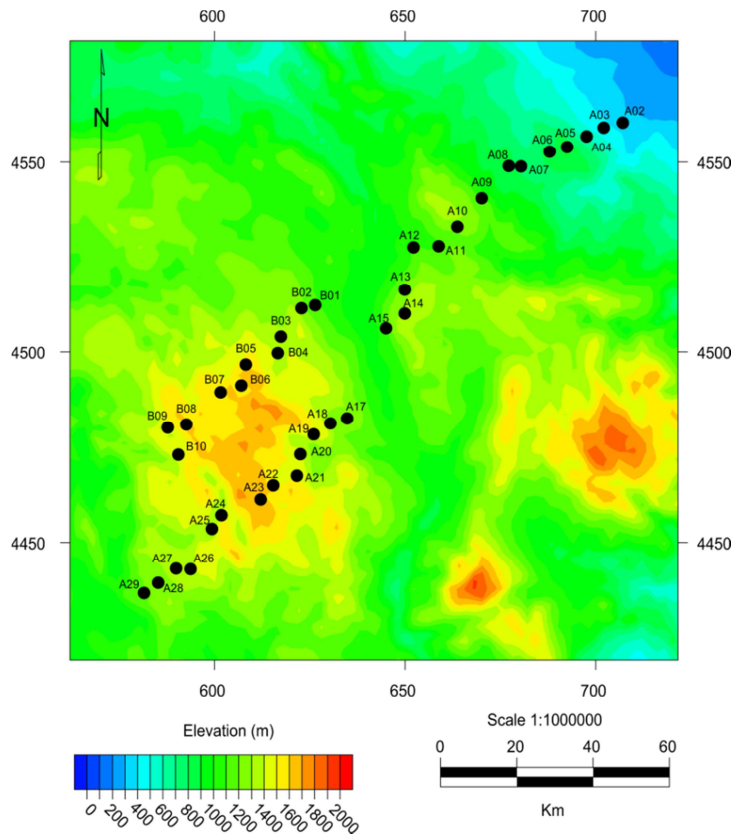 600 650 700
N
A02
A03
A04
A05
A06
4550 A08 A07 4550
A09
A10
A12 A11
A13
A14
B02 B01
A15
B03
4500 B04 4500
B05
B07 B06
B09 B08 A18 A17
A19
B10 A20
A22 A21
A23
A24
A25
4450 4450
A27 A26
A29 A28
600 650 700
Elevation (m) Scale 1:1000000
0 20 40 60
0 200 400 600 800 1000 1200 1400 1600 1800 2000
Km